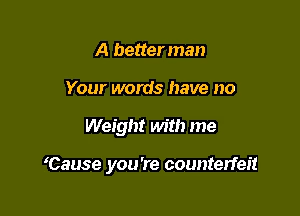 A better man
Your words have no
Weight with me
'Cause you're counterfeit